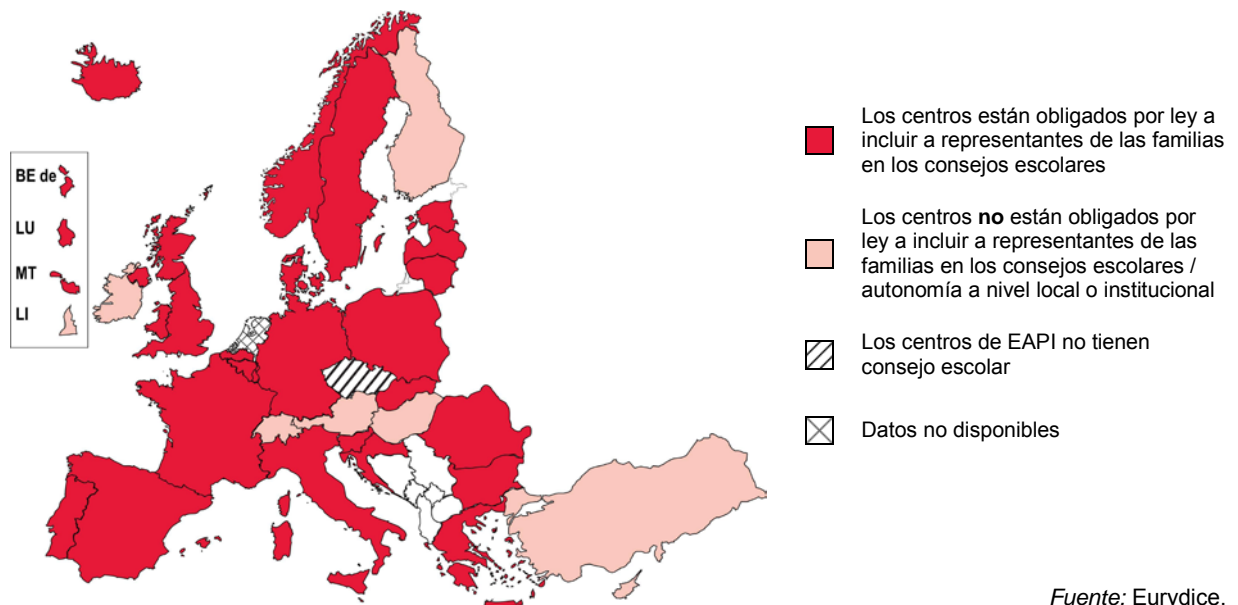 BE de
LU
MT
LI
Los centros están obligados por ley a
incluir a representantes de las familias
en los consejos escolares
Los centros no están obligados por
ley a incluir a representantes de las
familias en los consejos escolares /
autonomía a nivel local o institucional
Los centros de EAPI no tienen
consejo escolar
Datos no disponibles
Fuente: Eurydice.